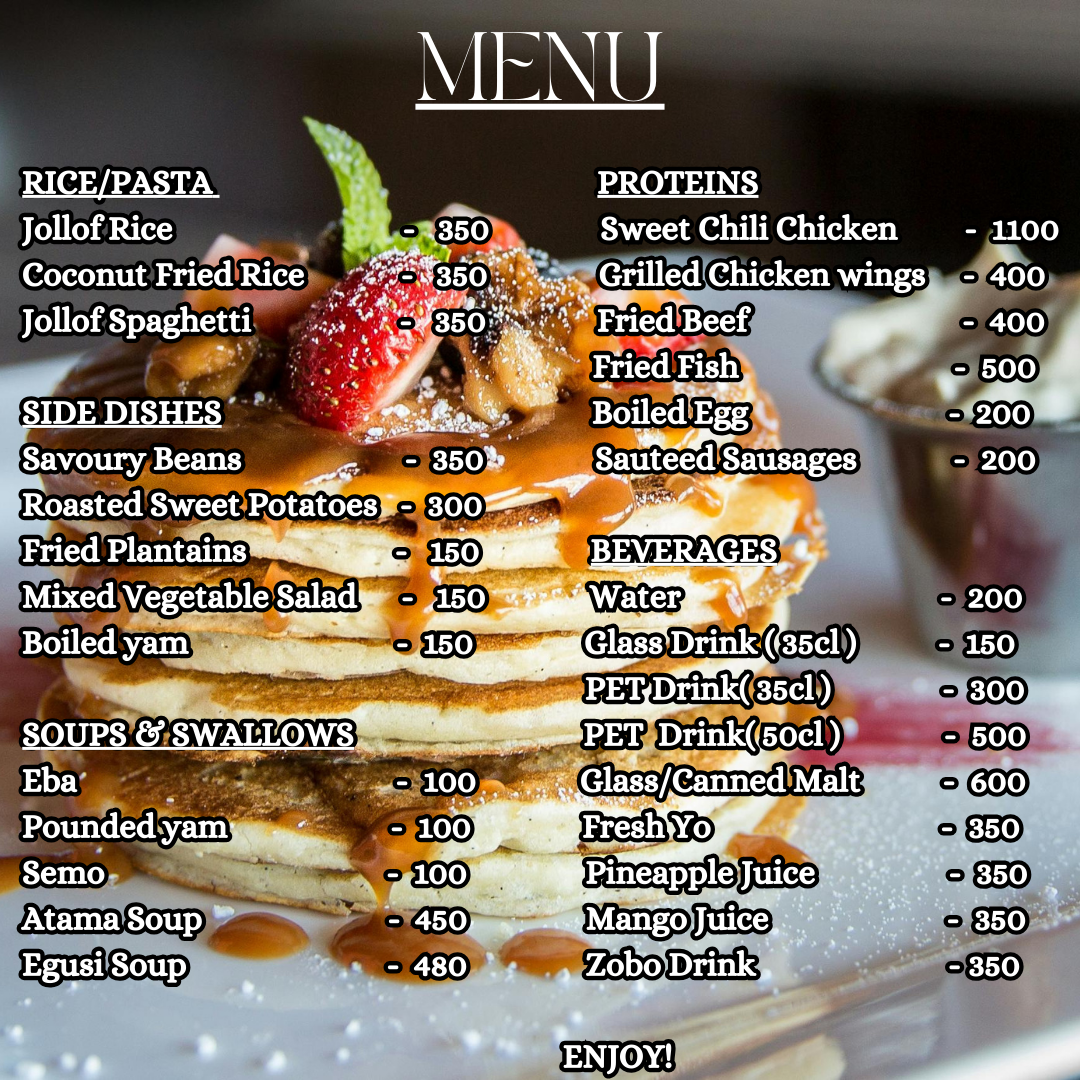 MENU
RICE/PASTA
Jollof Rice - 350
Coconut Fried Rice - 350
Jollof Spaghetti - 350
SIDE DISHES
Savoury Beans - 350
Roasted Sweet Potatoes - 300
Fried Plantains - 150
Mixed Vegetable Salad - 150
Boiled yam - 150
SOUPS & SWALLOWS
Eba - 100
Pounded yam - 100
Semo - 100
Atama Soup - 450
Egusi Soup - 480
PROTEINS
Sweet Chili Chicken - 1100
Grilled Chicken wings - 400
Fried Beef - 400
Fried Fish - 500
Boiled Egg - 200
Sauteed Sausages - 200
BEVERAGES
Water - 200
Glass Drink ( 35cl ) - 150
PET Drink( 35cl ) - 300
PET Drink( 50cl ) - 500
Glass/Canned Malt - 600
Fresh Yo - 350
Pineapple Juice - 350
Mango Juice - 350
Zobo Drink - 350
ENJOY!